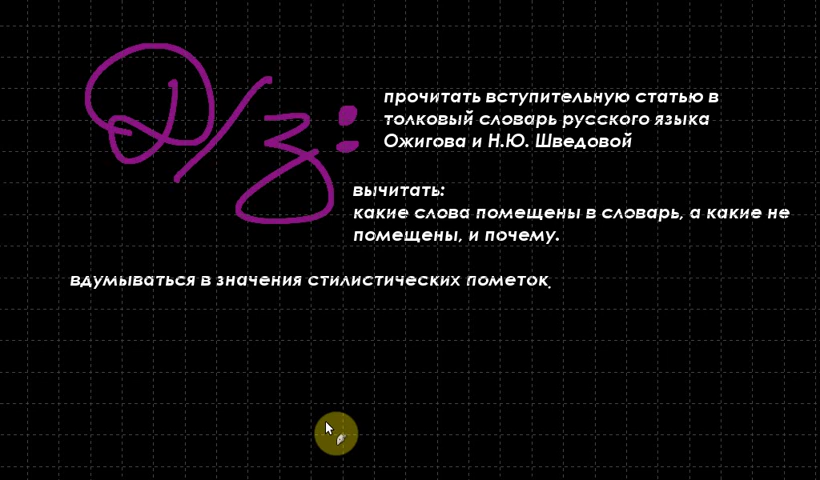 Д/з:
прочитать вступительную статью в
толковый словарь русского языка
Ожигова и Н.Ю. Шведовой
вычитать:
какие слова помещены в словарь, а какие не
помещены, и почему.
вдумываться в значения стилистических пометок.